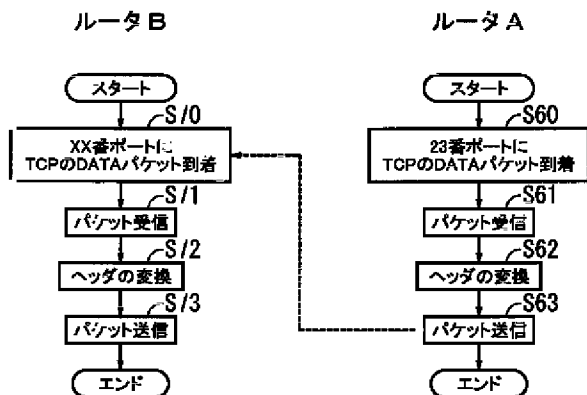 ルータB
スタート
S/0
XX番ポートに
TCPのDATAパケット到着
S/1
パケット受信
S/2
ヘッダの変換
S/3
パケット送信
エンド
ルータA
スタート
S60
23番ポートに
TCPのDATAパケット到着
S61
パケット受信
S62
ヘッダの変換
S63
パケット送信
エンド